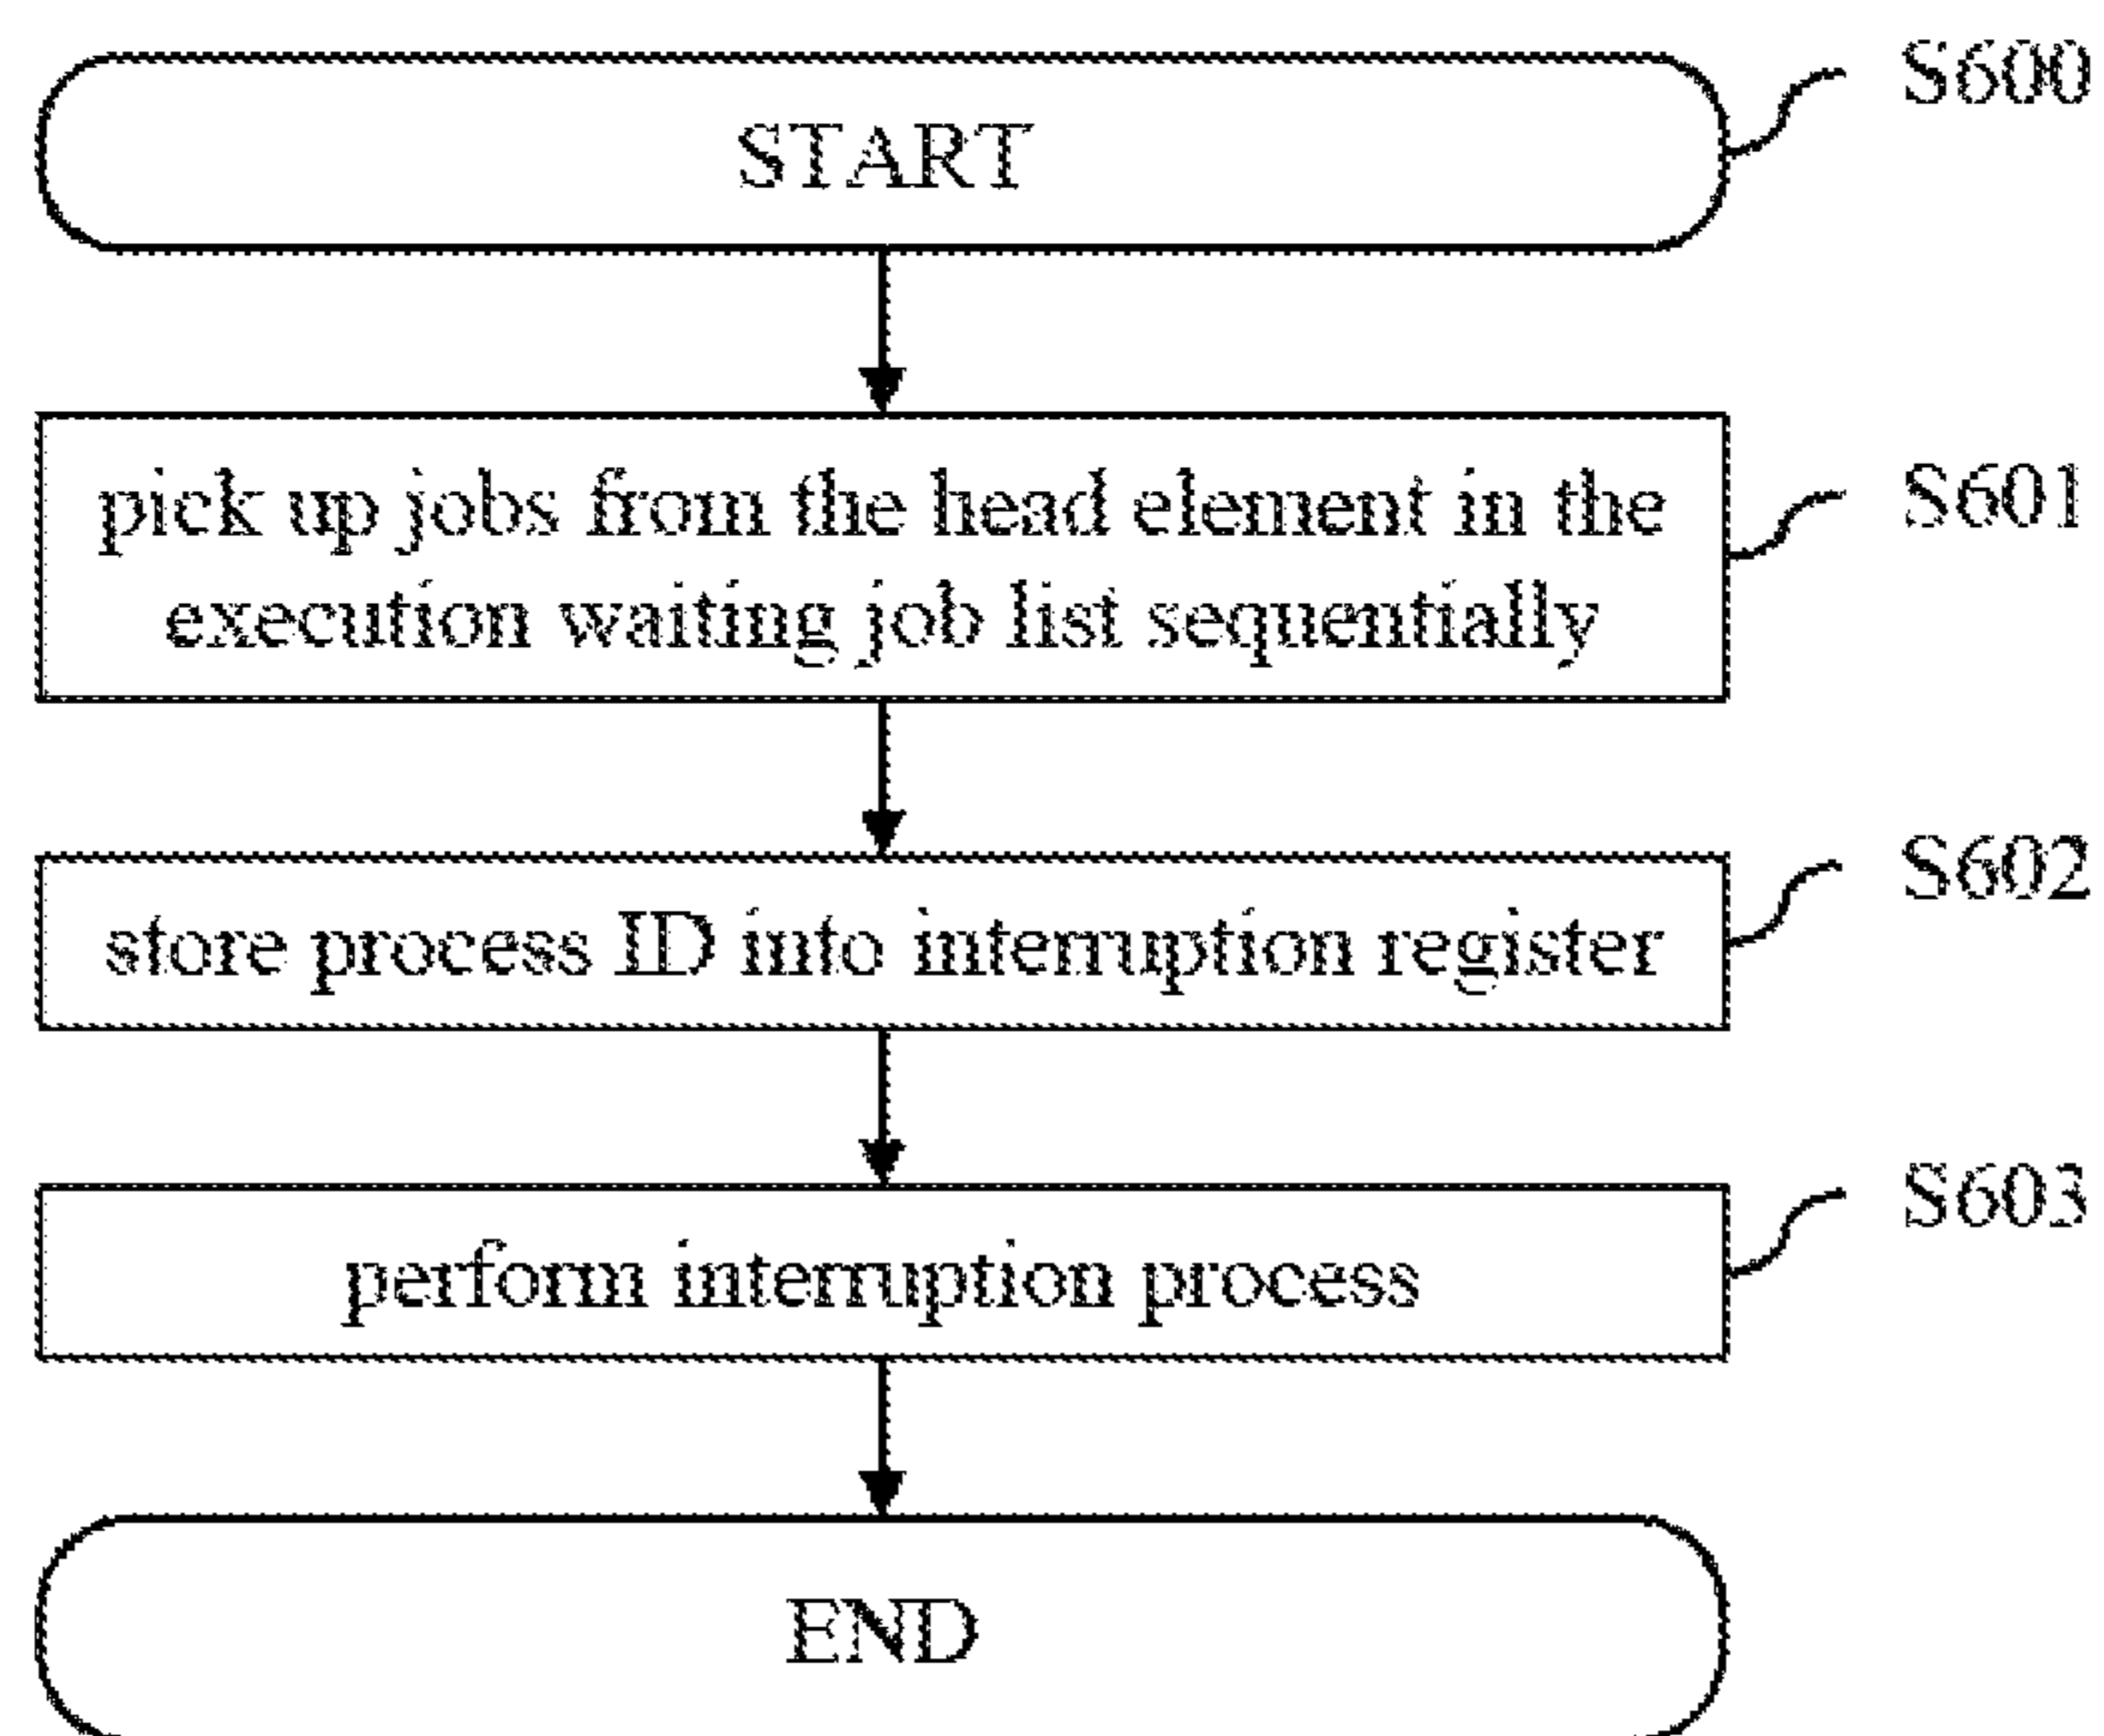 START
S600
pick up jobs from the head element in the
execution waiting job list sequentially
S601
store process ID into interruption register
S602
perform interruption process
S603
END